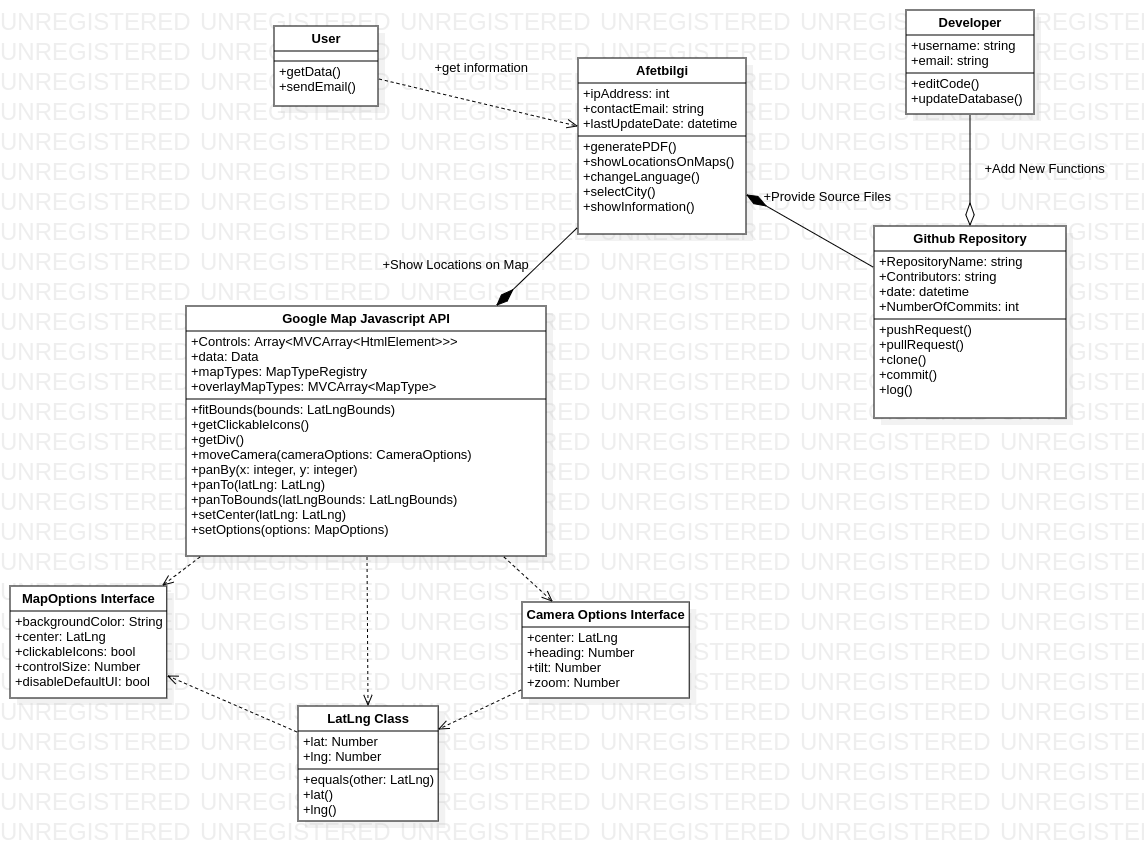 User
+getData()
+sendEmail()
+get information
Afetbilgi
+ipAddress: int
+contactEmail: string
+lastUpdateDate: datetime
+generatePDF()
+showLocationsOnMaps()
+changeLanguage()
+selectCity()
+showInformation()
Developer
+username: string
+email: string
+editCode()
+updateDatabase()
+Add New Functions
+Provide Source Files
Github Repository
+RepositoryName: string
+Contributors: string
+date: datetime
+NumberOfCommits: int
+pushRequest()
+pullRequest()
+clone()
+commit()
+log()
+Show Locations on Map
Google Map Javascript API
+Controls: Array<MVCArray<HtmlElement>>>
+data: Data
+mapTypes: MapTypeRegistry
+overlayMapTypes: MVCArray<MapType>
+fitBounds(bounds: LatLngBounds)
+getClickableIcons()
+getDiv()
+moveCamera(cameraOptions: CameraOptions)
+panBy(x: integer, y: integer)
+panTo(latLng: LatLng)
+panToBounds(latLngBounds: LatLngBounds)
+setCenter(latLng: LatLng)
+setOptions(options: MapOptions)
MapOptions Interface
+backgroundColor: String
+center: LatLng
+clickableIcons: bool
+controlSize: Number
+disableDefaultUI: bool
Camera Options Interface
+center: LatLng
+heading: Number
+tilt: Number
+zoom: Number
LatLng Class
+lat: Number
+lng: Number
+equals(other: LatLng)
+lat()
+lng()
UNREGISTERED